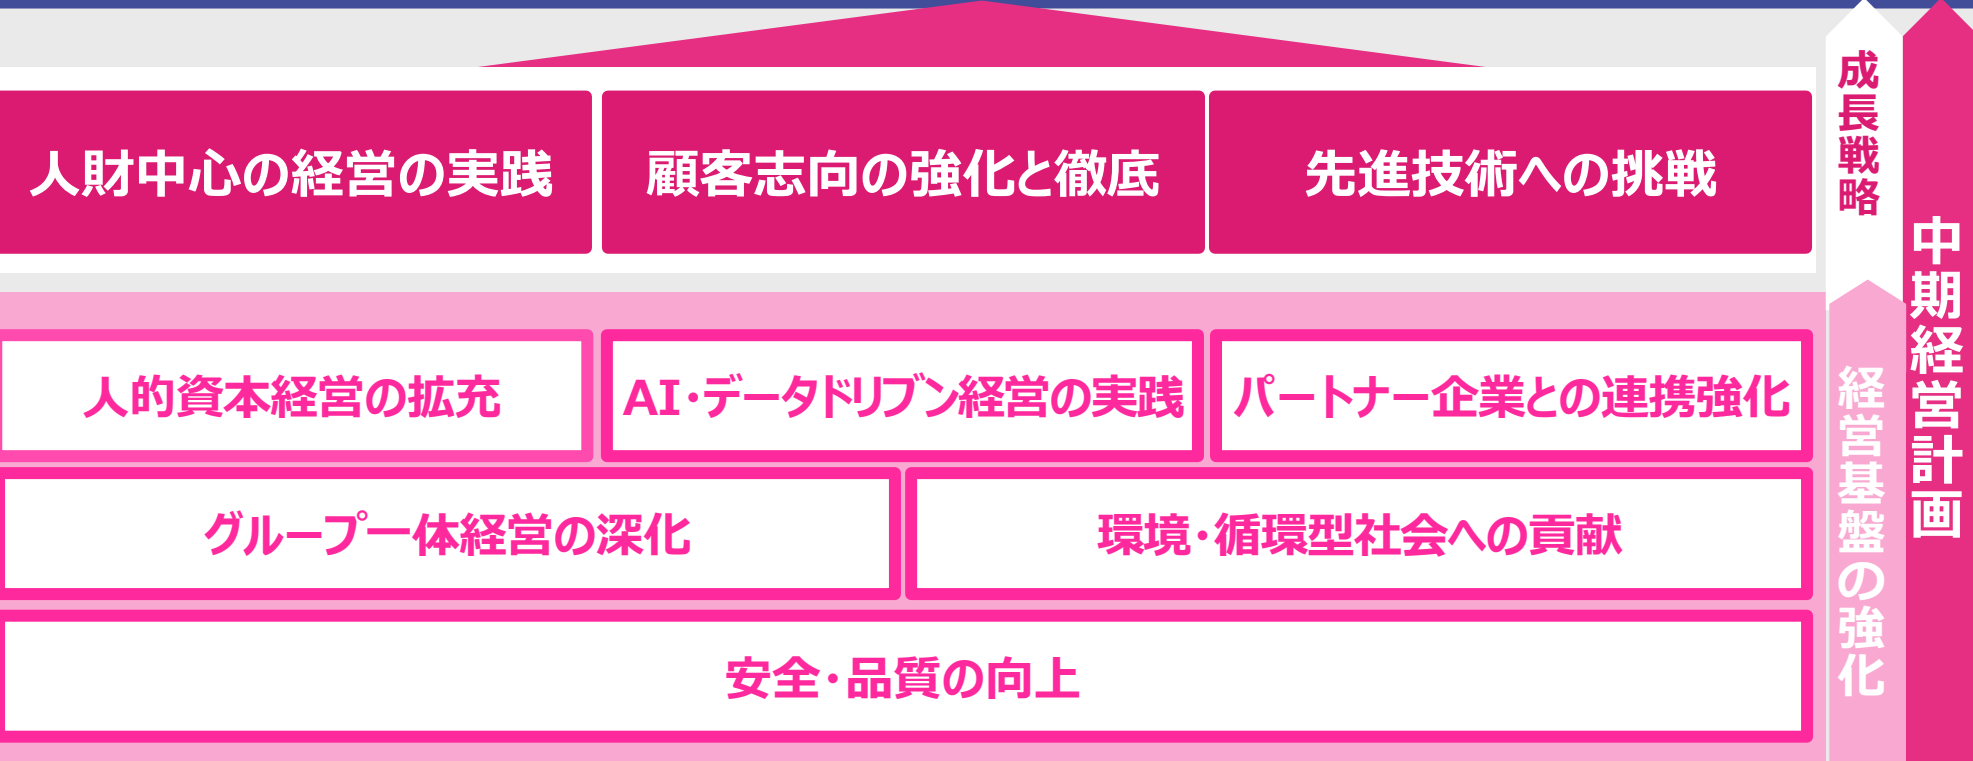 人財中心の経営の実践
顧客志向の強化と徹底
先進技術への挑戦
成長戦略
中期経営計画
人的資本経営の拡充
AI・データドリブン経営の実践
パートナー企業との連携強化
経営基盤の強化
グループ一体経営の深化
環境・循環型社会への貢献
安全・品質の向上